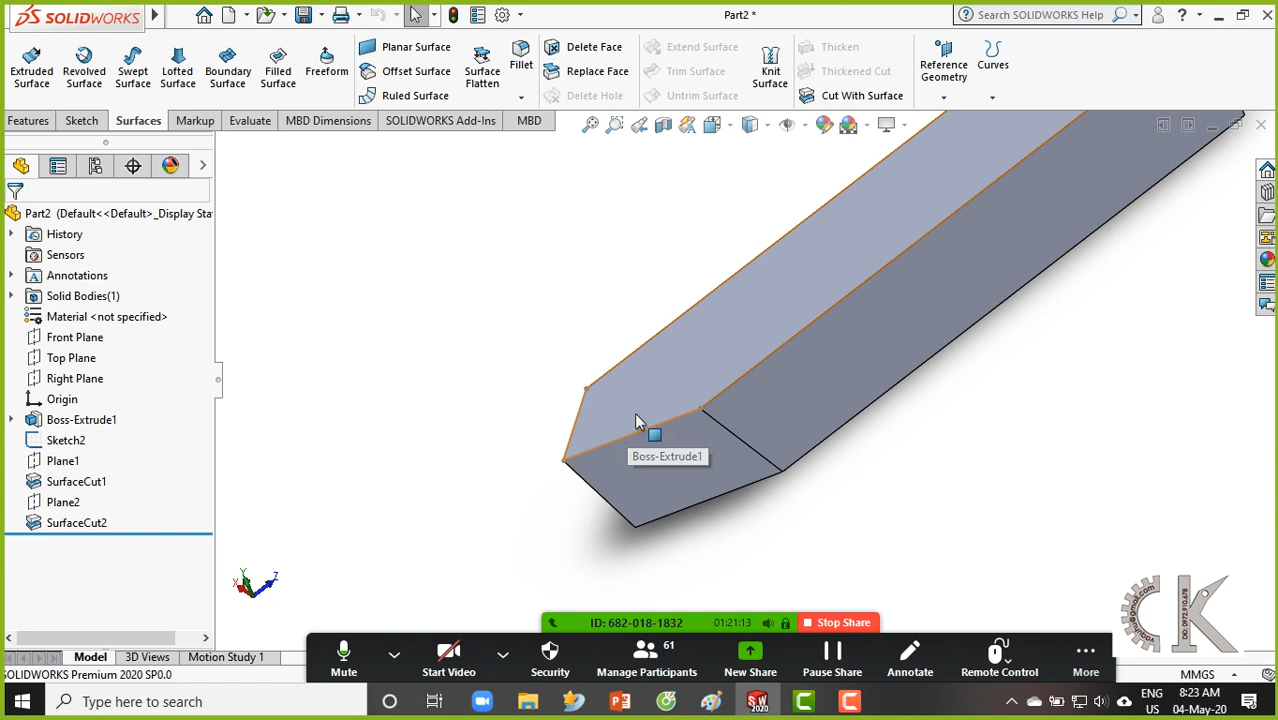 SOLIDWORKS
Part2 *
Search SOLIDWORKS Help
Extruded Surface
Revolved Surface
Swept Surface
Lofted Surface
Boundary Surface
Filled Surface
Freeform
Planar Surface
Offset Surface
Ruled Surface
Surface Flatten
Fillet
Delete Face
Replace Face
Delete Hole
Extend Surface
Trim Surface
Untrim Surface
Knit Surface
Thicken
Thickened Cut
Cut With Surface
Reference Geometry
Curves
Features
Sketch
Surfaces
Markup
Evaluate
MBD Dimensions
SOLIDWORKS Add-Ins
MBD
Part2 (Default<<Default>_Display Sta
History
Sensors
Annotations
Solid Bodies(1)
Material <not specified>
Front Plane
Top Plane
Right Plane
Origin
Boss-Extrude1
Sketch2
Plane1
SurfaceCut1
Plane2
SurfaceCut2
Boss-Extrude1
Y
X
Z
ID: 682-018-1832
01:21:13
Stop Share
Mute
Start Video
Security
61
Manage Participants
New Share
Pause Share
Annotate
Remote Control
More
Model
3D Views
Motion Study 1
SOLIDWORKS Premium 2020 SP0.0
MMGS
Type here to search
SW
2020
ENG
US
8:23 AM
04-May-20